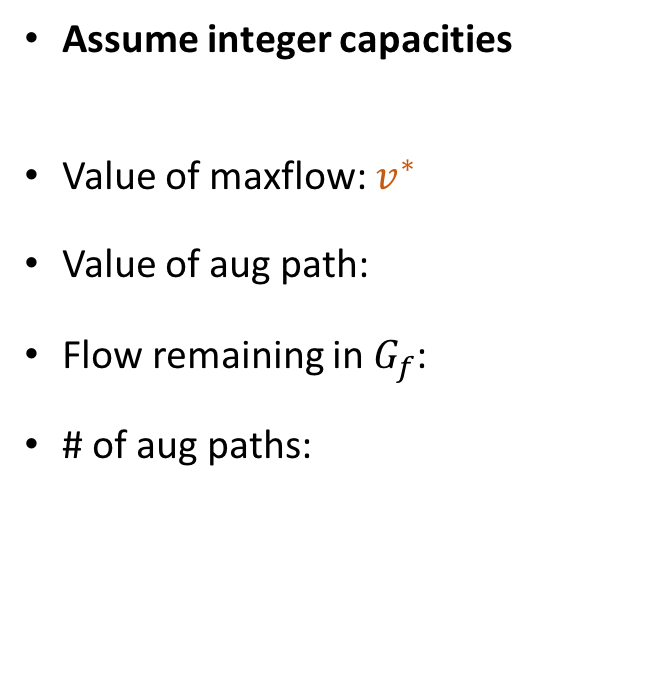 • Assume integer capacities
• Value of maxflow: v*
• Value of aug path:
• Flow remaining in G_f:
• # of aug paths: